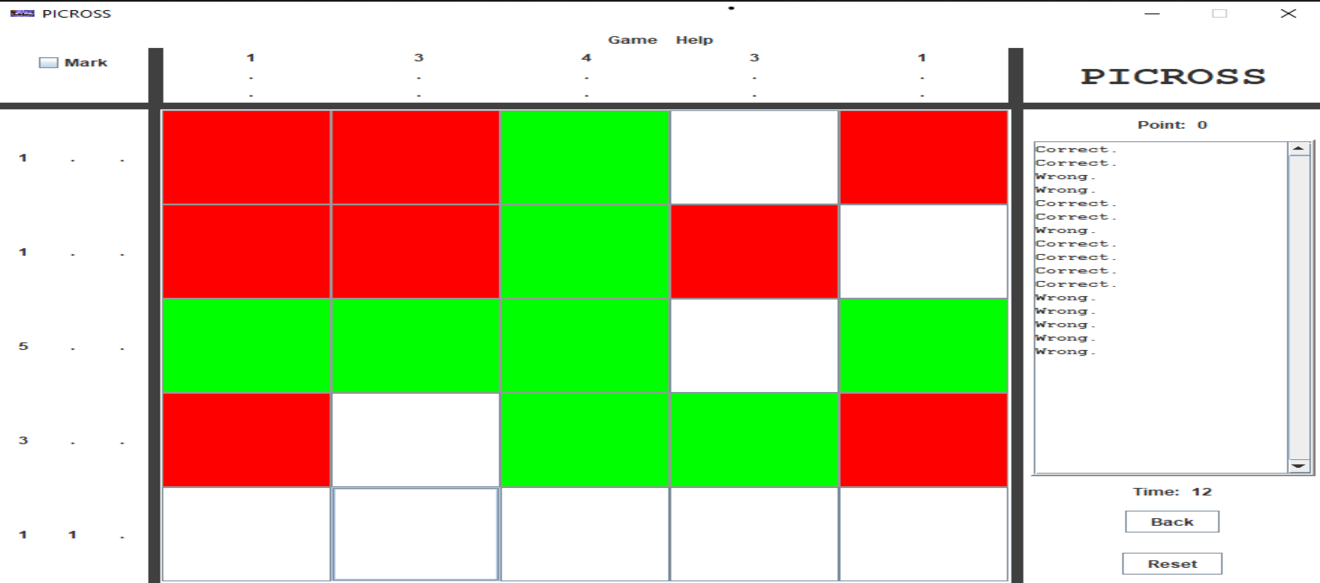 PICROSS
Game Help
Mark
1 3 4 3 1
. . . . .
. . . . .
PICROSS
1 . .
1 . .
5 . .
3 . .
1 1 .
Point: 0
Correct.
Correct.
Wrong.
Wrong.
Correct.
Correct.
Wrong.
Correct.
Correct.
Correct.
Correct.
Wrong.
Wrong.
Wrong.
Wrong.
Wrong.
Time: 12
Back
Reset